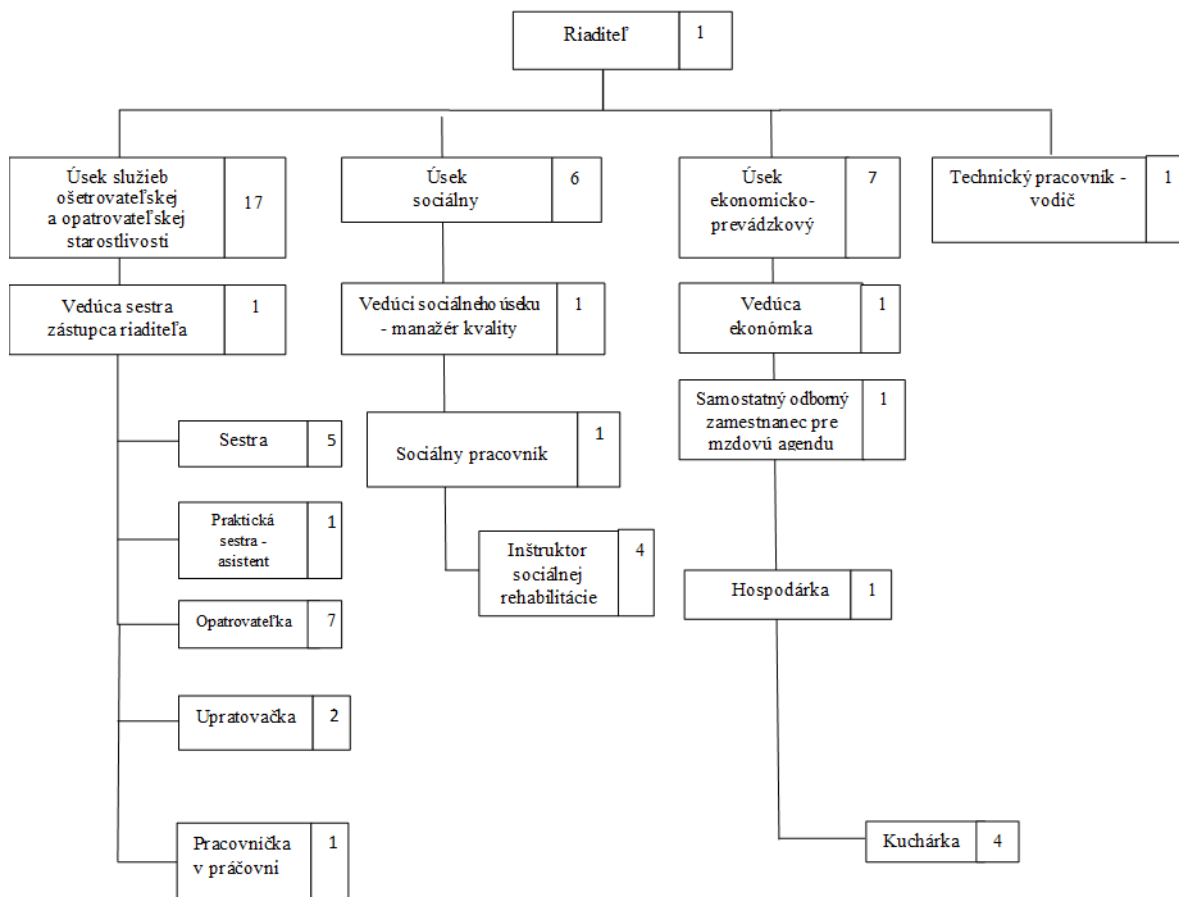 Riaditeľ 1
Úsek služieb
ošetrovateľskej
a opatrovateľskej
starostlivosti
17
Úsek
sociálny
6
Úsek
ekonomicko-
prevádzkový
7
Technický pracovník -
vodič
1
Vedúca sestra
zástupca riaditeľa
1
Vedúci sociálneho úseku
- manažér kvality
1
Vedúca
ekonómka
1
Samostatný odborný
zamestnanec pre
mzdovú agendu
1
Sestra 5
Sociálny pracovník 1
Praktická
sestra -
asistent
1
Inštruktor
sociálnej
rehabilitácie
4
Hospodárka 1
Opatrovateľka 7
Upratovačka 2
Pracovníčka
v práčovni
1
Kuchárka 4